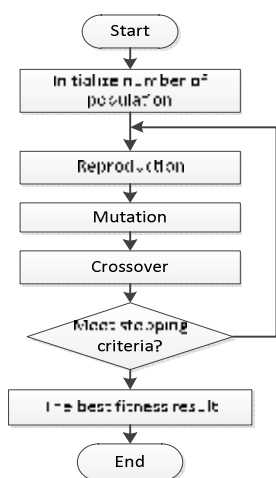 Start
Initialize number of
population
Reproduction
Mutation
Crossover
Meet stopping
criteria?
The best fitness result
End